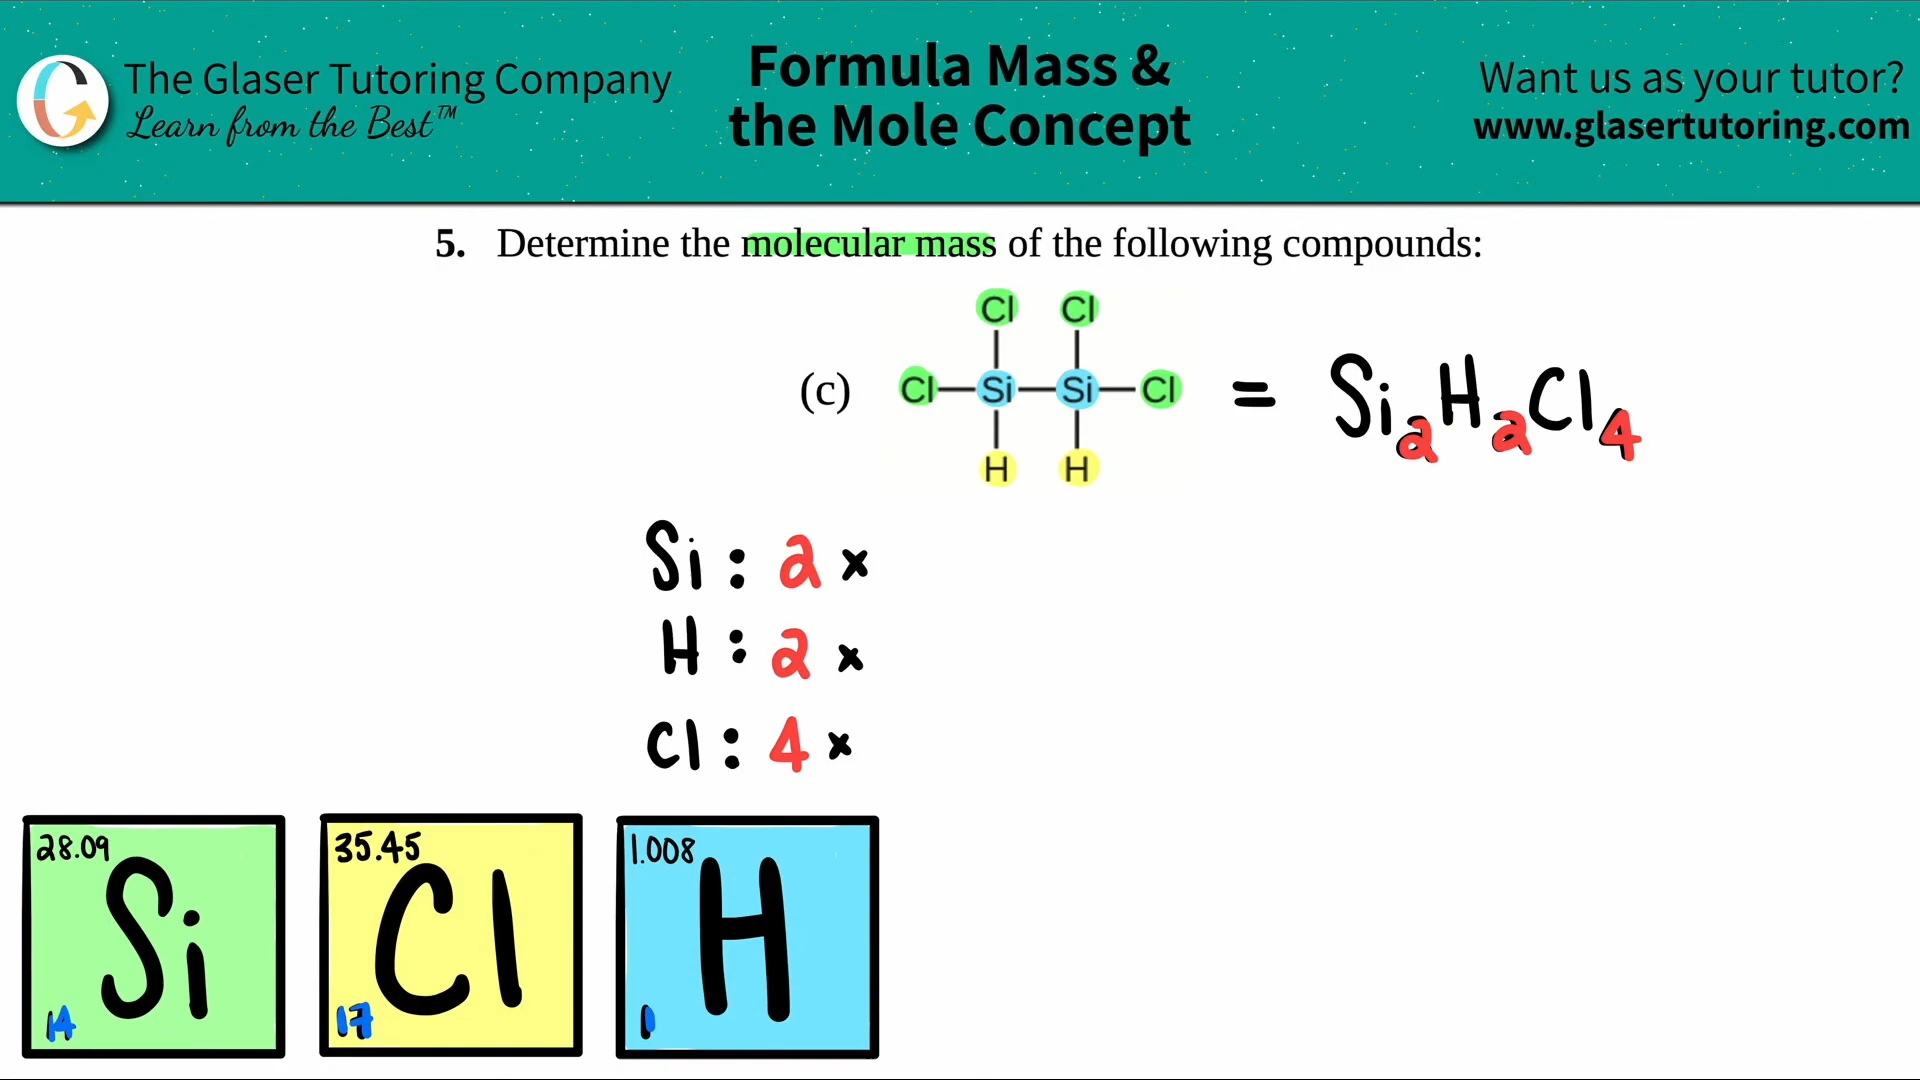 The Glaser Tutoring Company
Learn from the Best™
Formula Mass &
the Mole Concept
Want us as your tutor?
www.glasertutoring.com
5. Determine the molecular mass of the following compounds:
(c)
Cl Cl
Cl Si Si Cl
H H
= Si2H2Cl4
Si : 2 ×
H : 2 ×
Cl : 4 ×
28.09
Si
14
35.45
Cl
17
1.008
H
1